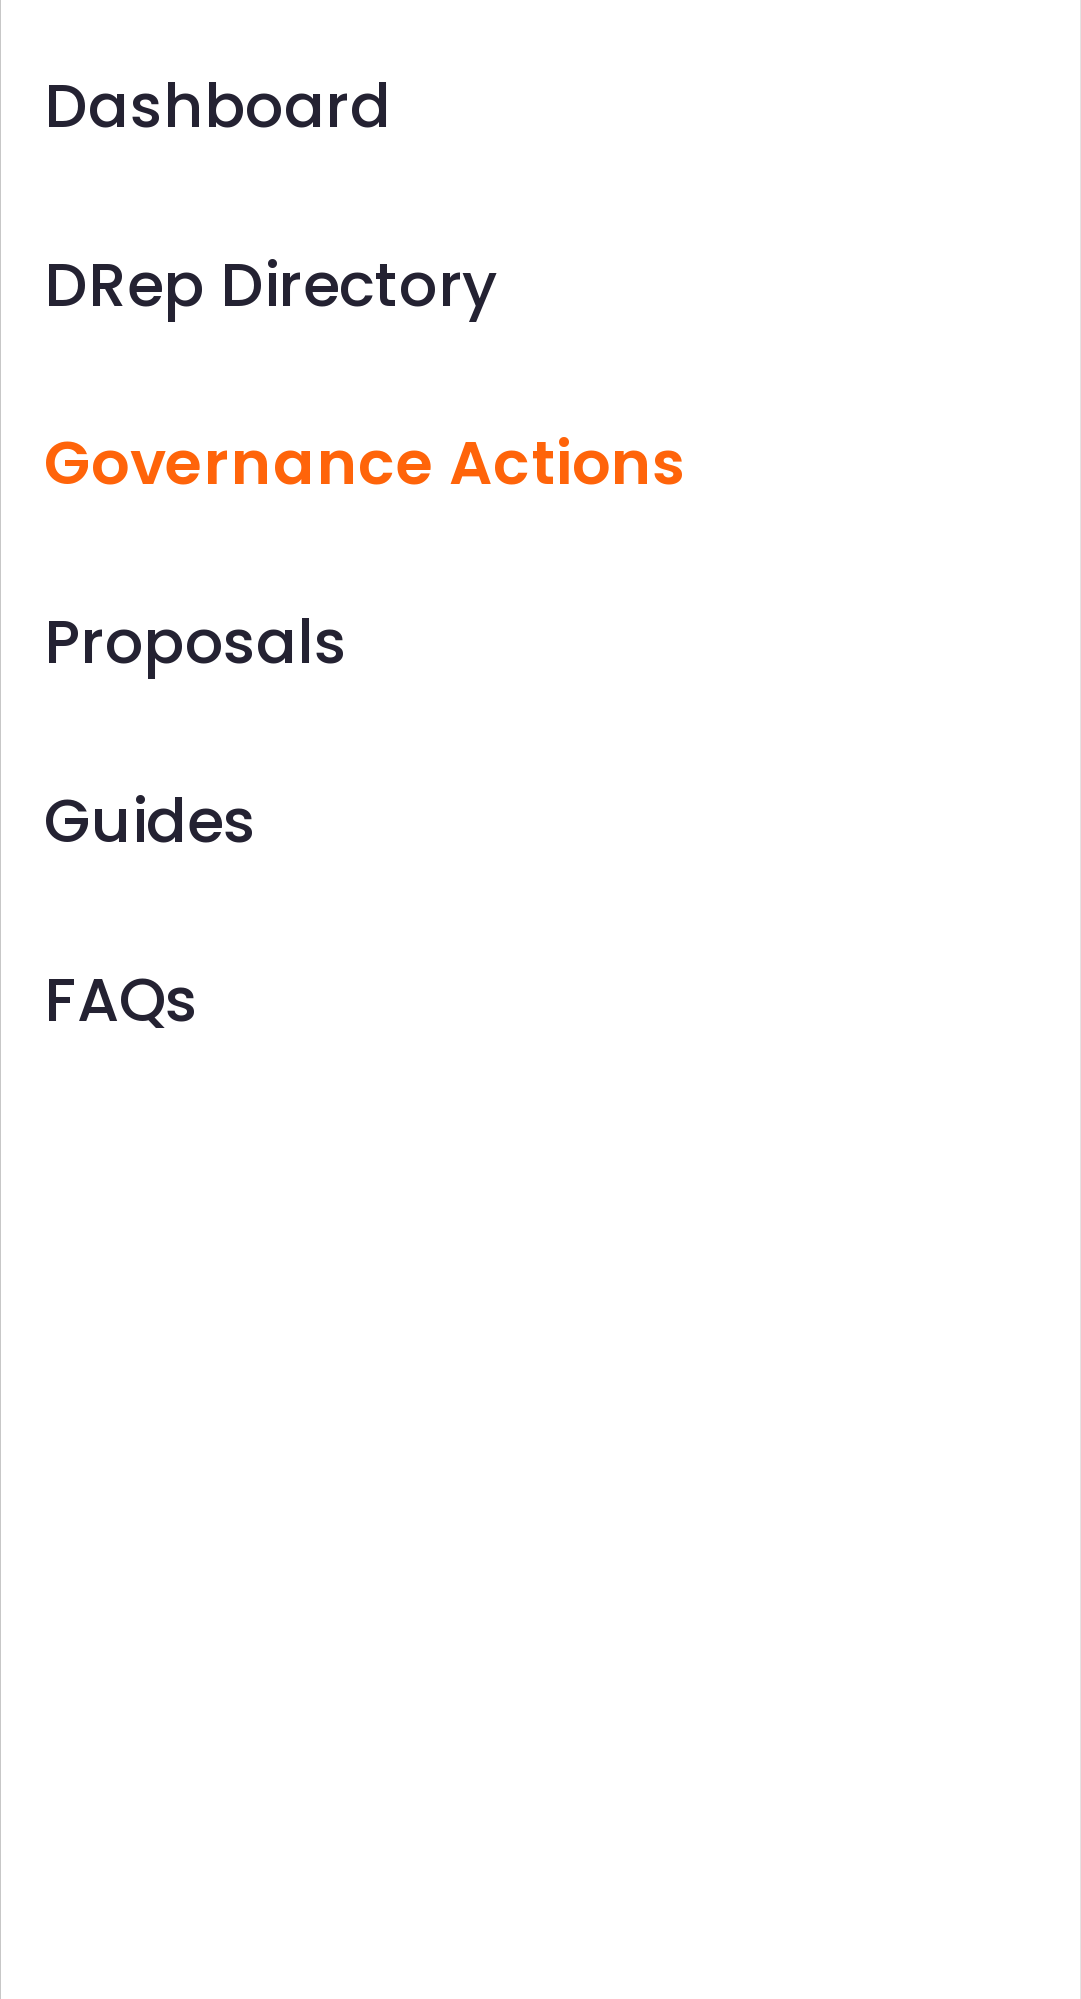 Dashboard
DRep Directory
Governance Actions
Proposals
Guides
FAQs